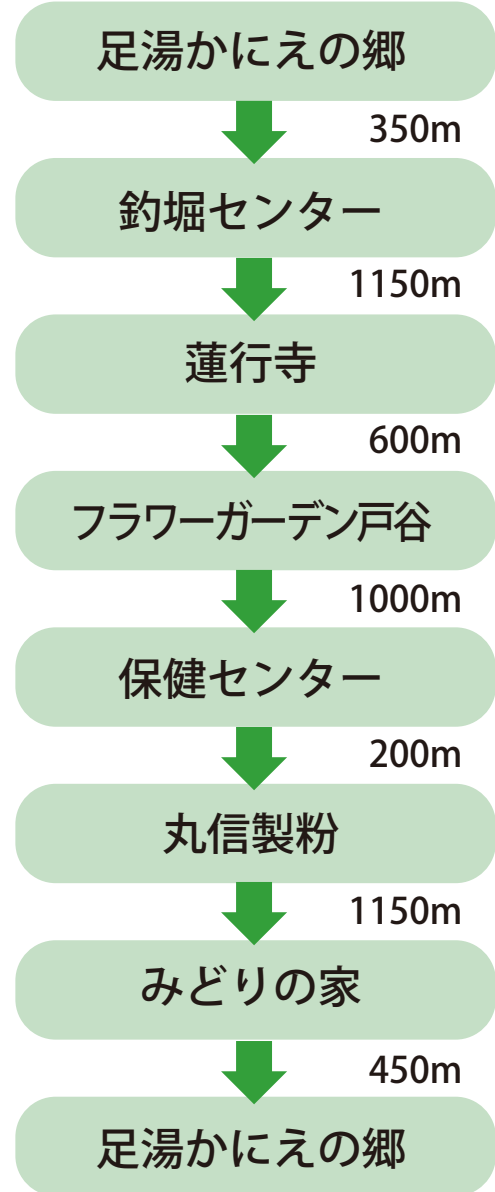 足湯かにえの郷
350m
釣堀センター
1150m
蓮行寺
600m
フラワーガーデン戸谷
1000m
保健センター
200m
丸信製粉
1150m
みどりの家
450m
足湯かにえの郷